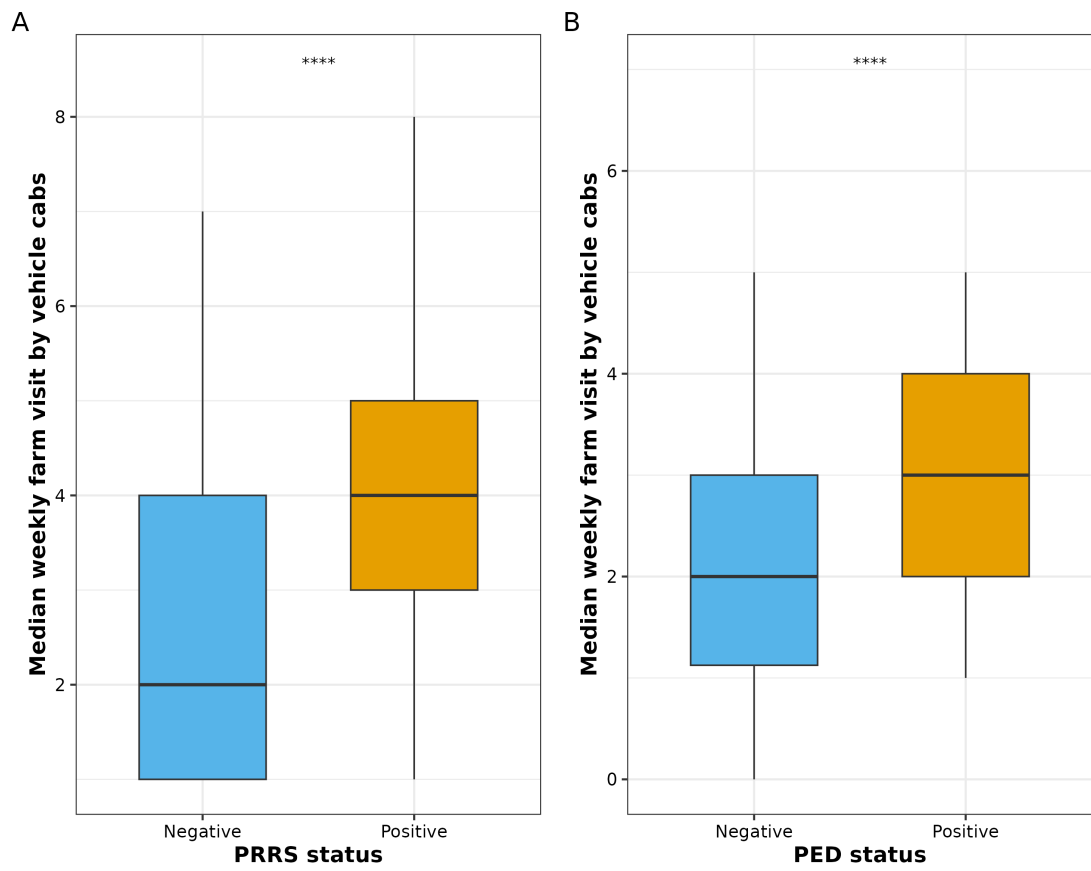 A
Median weekly farm visit by vehicle cabs
****
8
6
4
2
Negative Positive
PRRS status
B
Median weekly farm visit by vehicle cabs
****
6
4
2
0
Negative Positive
PED status